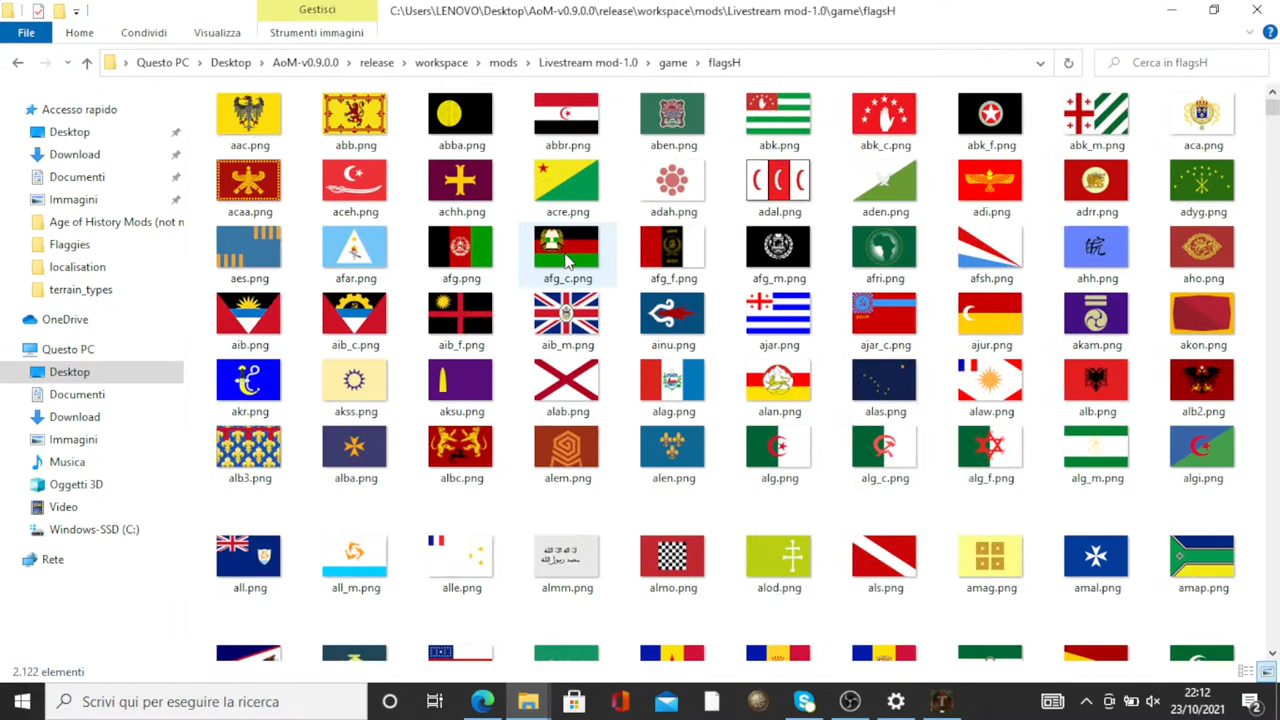 Gestisci
C:\Users\LENOVO\Desktop\AoM-v0.9.0.0\release\workspace\mods\Livestream mod-1.0\game\flagsH
File Home Condividi Visualizza Strumenti immagini
Questo PC > Desktop > AoM-v0.9.0.0 > release > workspace > mods > Livestream mod-1.0 > game > flagsH
Cerca in flagsH
Accesso rapido
Desktop
Download
Documenti
Immagini
Age of History Mods (not n
Flaggies
localisation
terrain_types
OneDrive
Questo PC
Desktop
Documenti
Download
Immagini
Musica
Oggetti 3D
Video
Windows-SSD (C:)
Rete
aac.png abb.png abba.png abbr.png aben.png abk.png abk_c.png abk_f.png abk_m.png aca.png
acaa.png aceh.png achh.png acre.png adah.png adal.png aden.png adi.png adrr.png adyg.png
aes.png afar.png afg.png afg_c.png afg_f.png afg_m.png afri.png afsh.png ahh.png aho.png
aib.png aib_c.png aib_f.png aib_m.png ainu.png ajar.png ajar_c.png ajur.png akam.png akon.png
akr.png akss.png aksu.png alab.png alag.png alan.png alas.png alaw.png alb.png alb2.png
alb3.png alba.png albc.png alem.png alen.png alg.png alg_c.png alg_f.png alg_m.png algi.png
all.png all_m.png alle.png almm.png almo.png alod.png als.png amag.png amal.png amap.png
2.122 elementi
Scrivi qui per eseguire la ricerca
22:12
23/10/2021
2